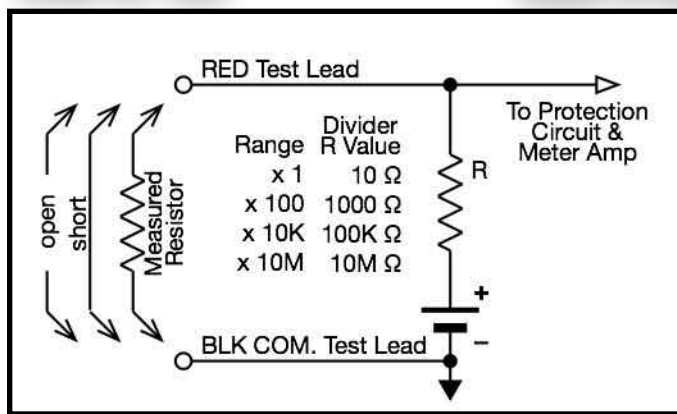 RED Test Lead
To Protection
Circuit &
Meter Amp
Divider
Range R Value
x 1 10 Ω
x 100 1000 Ω
x 10K 100K Ω
x 10M 10M Ω
R
open
short
Measured
Resistor
+
−
BLK COM. Test Lead